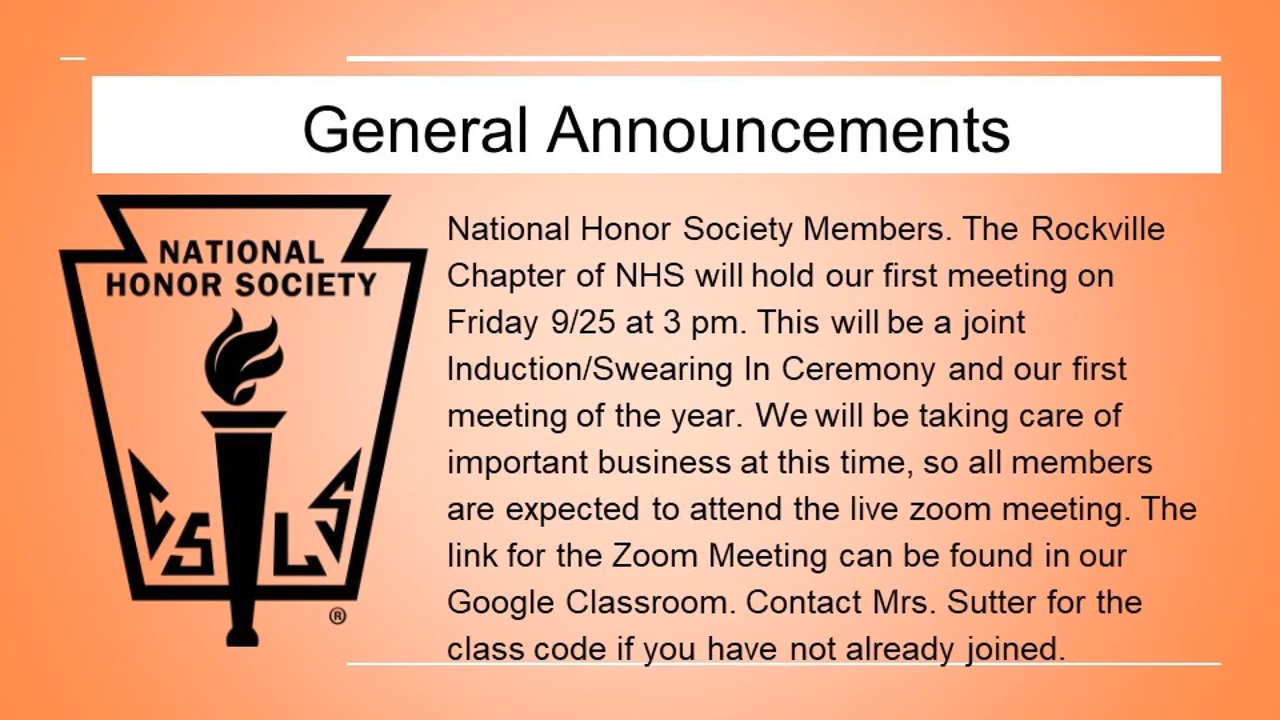 General Announcements
NATIONAL
HONOR SOCIETY
C S L S
®
National Honor Society Members. The Rockville
Chapter of NHS will hold our first meeting on
Friday 9/25 at 3 pm. This will be a joint
Induction/Swearing In Ceremony and our first
meeting of the year. We will be taking care of
important business at this time, so all members
are expected to attend the live zoom meeting. The
link for the Zoom Meeting can be found in our
Google Classroom. Contact Mrs. Sutter for the
class code if you have not already joined.